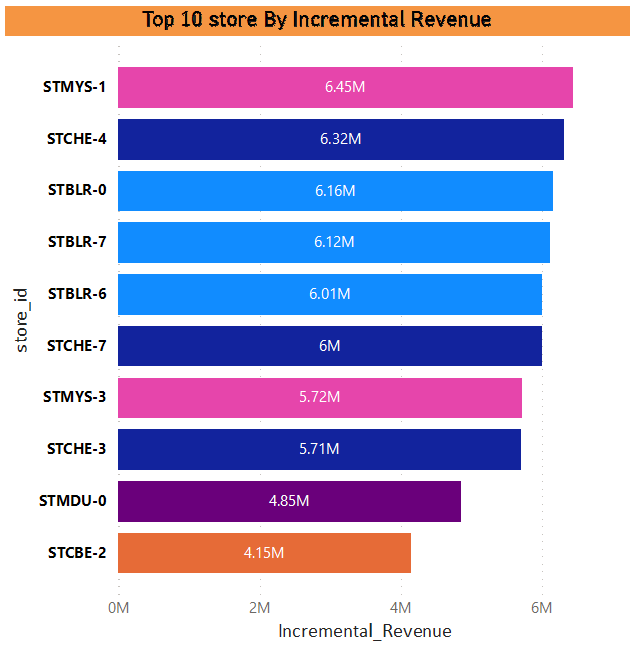 Top 10 store By Incremental Revenue
STMYS-1 6.45M
STCHE-4 6.32M
STBLR-0 6.16M
STBLR-7 6.12M
STBLR-6 6.01M
STCHE-7 6M
STMYS-3 5.72M
STCHE-3 5.71M
STMDU-0 4.85M
STCBE-2 4.15M
store_id
0M 2M 4M 6M
Incremental_Revenue